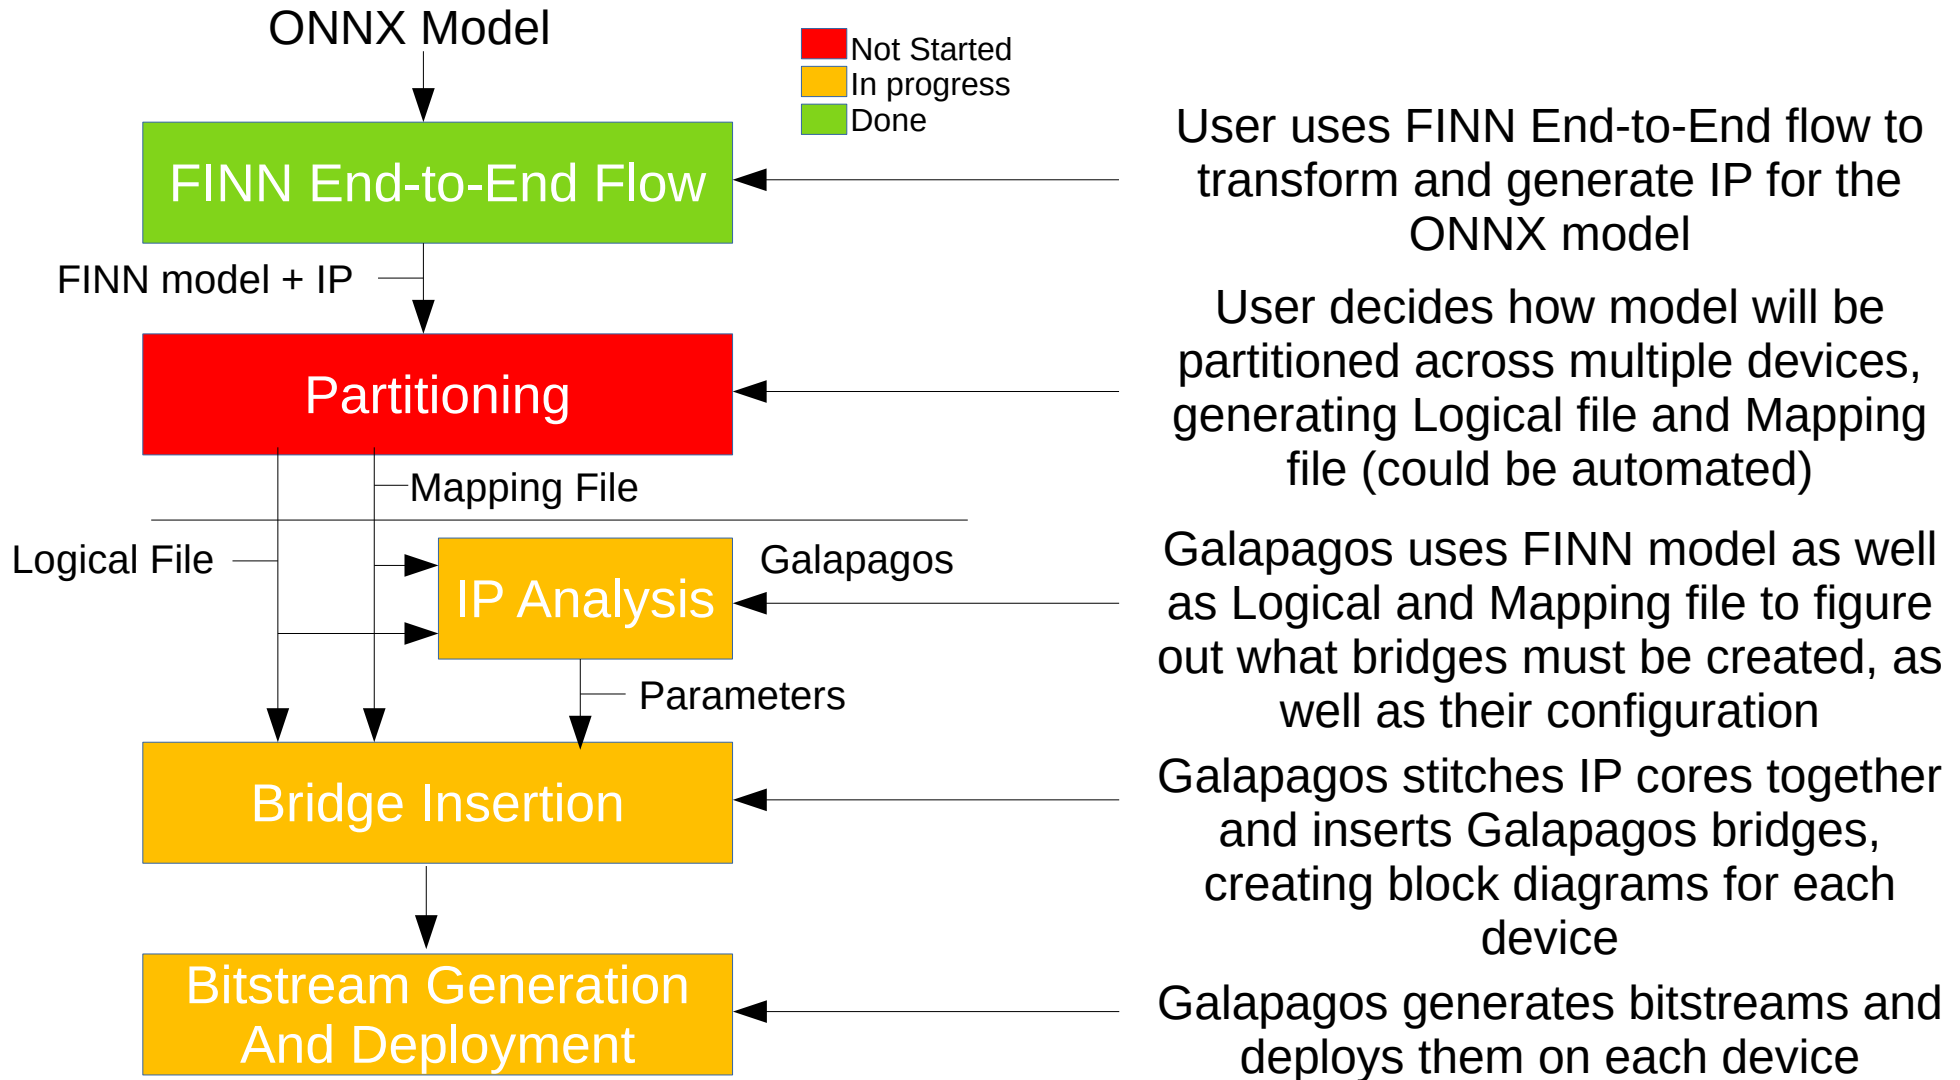 ONNX Model
Not Started
In progress
Done
FINN End-to-End Flow
User uses FINN End-to-End flow to
transform and generate IP for the
ONNX model
FINN model + IP
Partitioning
User decides how model will be
partitioned across multiple devices,
generating Logical file and Mapping
file (could be automated)
Mapping File
Logical File
IP Analysis
Galapagos
Galapagos uses FINN model as well
as Logical and Mapping file to figure
out what bridges must be created, as
well as their configuration
Parameters
Bridge Insertion
Galapagos stitches IP cores together
and inserts Galapagos bridges,
creating block diagrams for each
device
Bitstream Generation
And Deployment
Galapagos generates bitstreams and
deploys them on each device